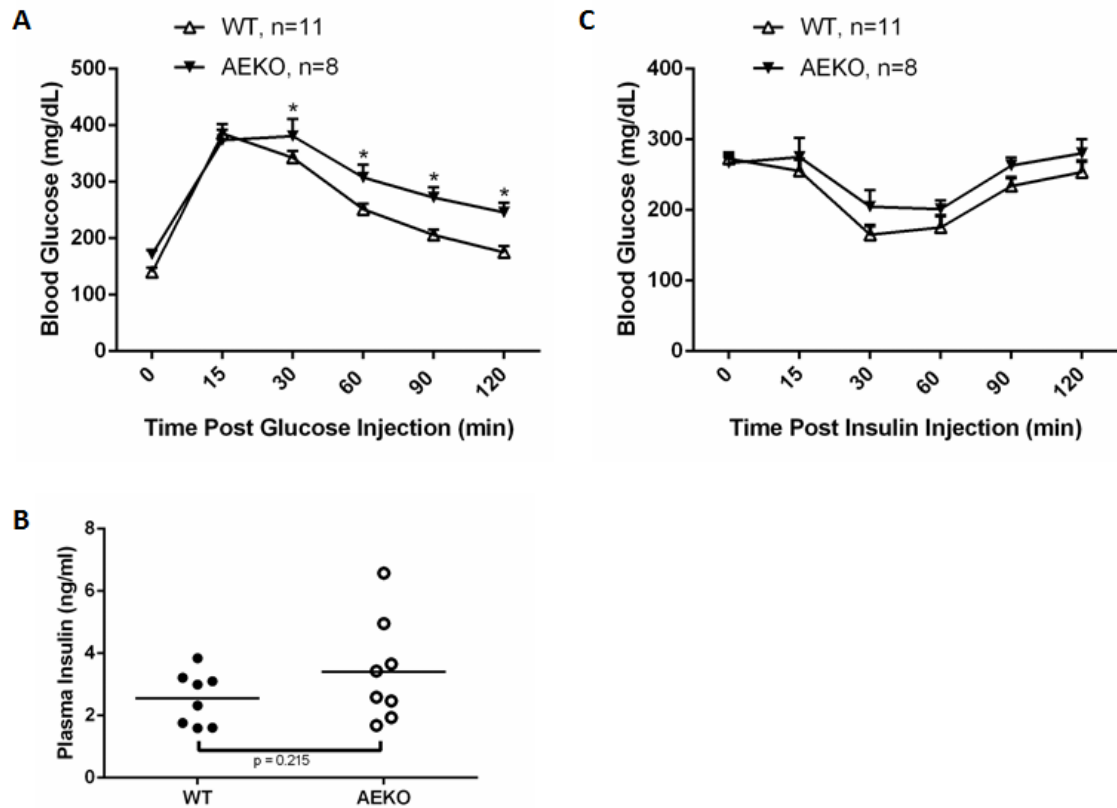 A
WT, n=11
AEKO, n=8
500
400
300
200
100
0
Blood Glucose (mg/dL)
* * * *
0 15 30 60 90 120
Time Post Glucose Injection (min)
C
WT, n=11
AEKO, n=8
400
300
200
100
0
Blood Glucose (mg/dL)
0 15 30 60 90 120
Time Post Insulin Injection (min)
B
8
6
4
2
0
Plasma Insulin (ng/ml)
p = 0.215
WT AEKO